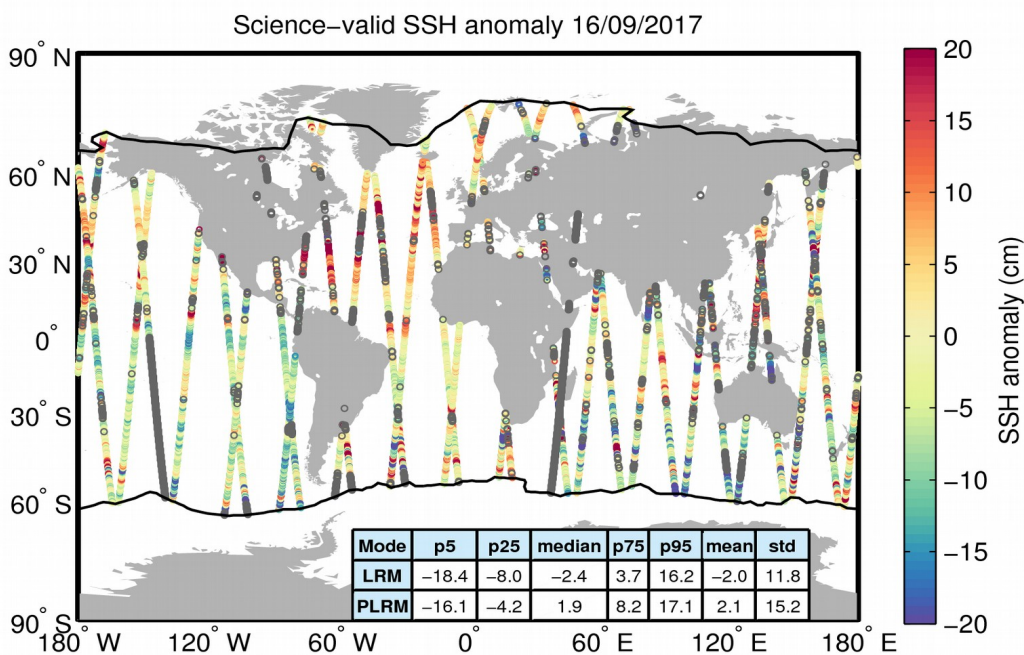 Science−valid SSH anomaly 16/09/2017
90° N
60° N
30° N
0°
30° S
60° S
90° S
180° W
120° W
60° W
0°
60° E
120° E
180° E
Mode p5 p25 median p75 p95 mean std
LRM −18.4 −8.0 −2.4 3.7 16.2 −2.0 11.8
PLRM −16.1 −4.2 1.9 8.2 17.1 2.1 15.2
20
15
10
5
0
−5
−10
−15
−20
SSH anomaly (cm)